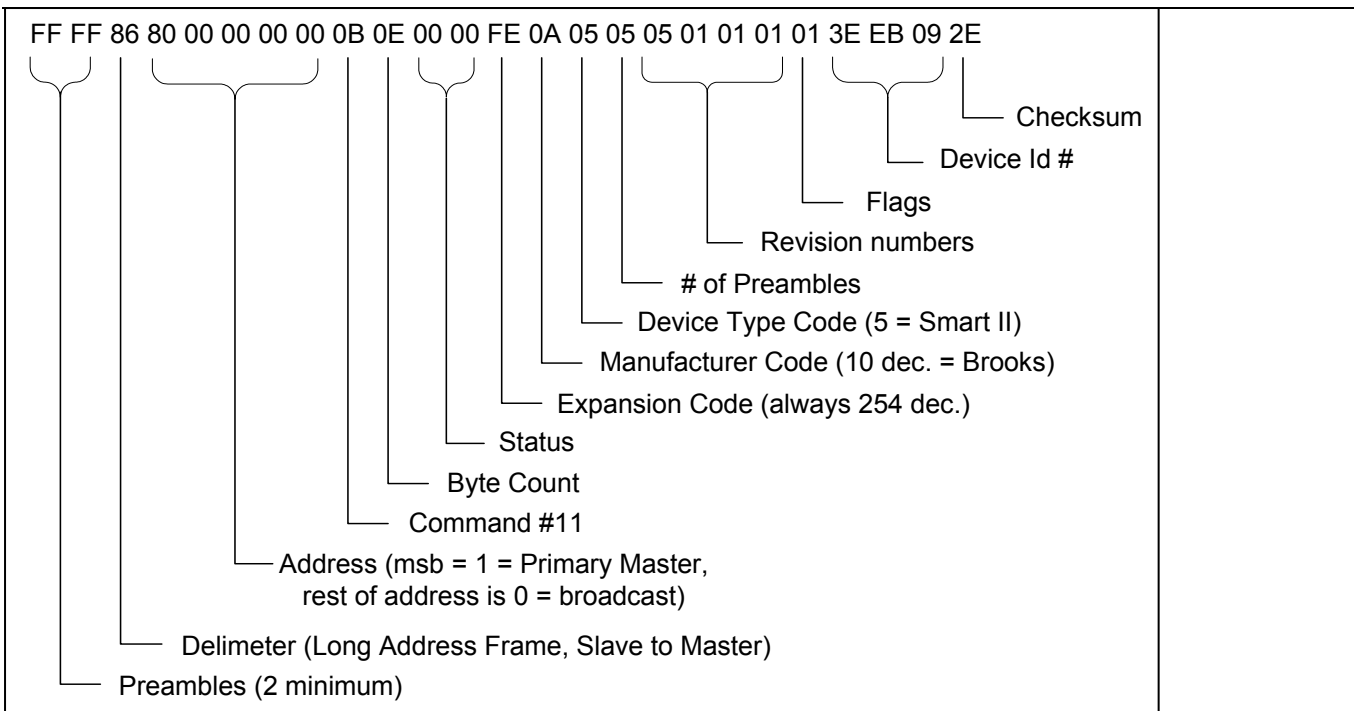 FF FF 86 80 00 00 00 00 0B 0E 00 00 FE 0A 05 05 05 01 01 01 01 3E EB 09 2E
Checksum
Device Id #
Flags
Revision numbers
# of Preambles
Device Type Code (5 = Smart II)
Manufacturer Code (10 dec. = Brooks)
Expansion Code (always 254 dec.)
Status
Byte Count
Command #11
Address (msb = 1 = Primary Master,
rest of address is 0 = broadcast)
Delimeter (Long Address Frame, Slave to Master)
Preambles (2 minimum)